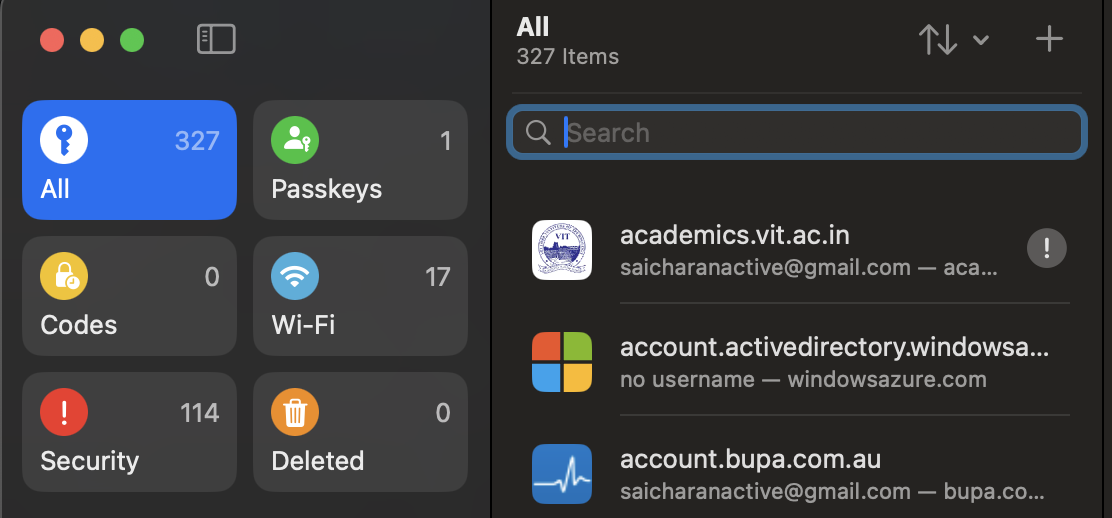 327
All
1
Passkeys
0
Codes
17
Wi-Fi
114
Security
0
Deleted
All
327 Items
Search
VIT
academics.vit.ac.in
saicharanactive@gmail.com — aca...
account.activedirectory.windowsa...
no username — windowsazure.com
account.bupa.com.au
saicharanactive@gmail.com — bupa.co...